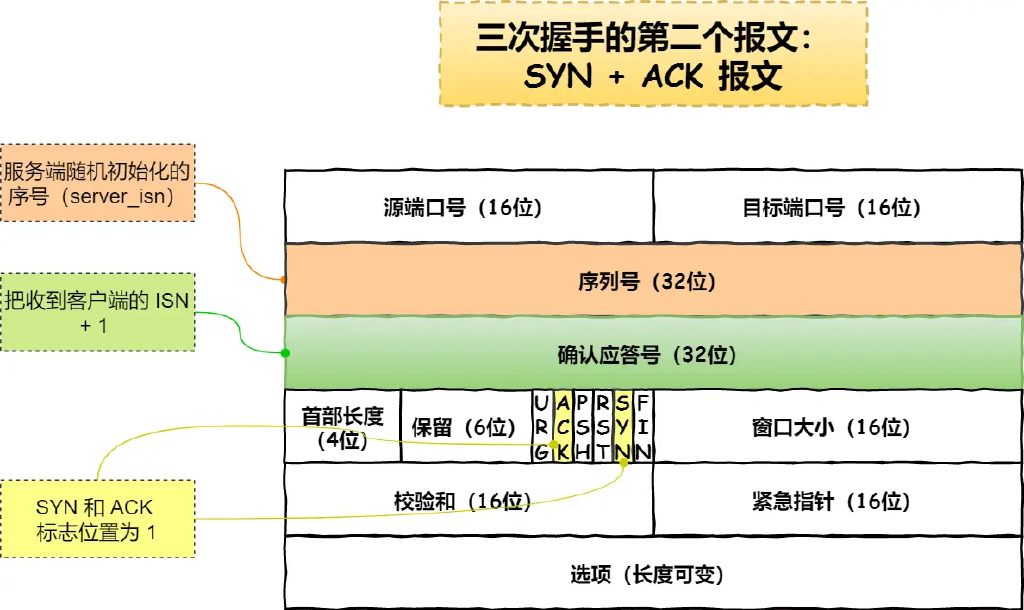 三次握手的第二个报文：
SYN + ACK 报文
服务端随机初始化的
序号（server_isn）
源端口号（16位）
目标端口号（16位）
序列号（32位）
把收到客户端的 ISN
+ 1
确认应答号（32位）
首部长度
（4位）
保留（6位）
URG
ACK
PSH
RST
SYN
FIN
窗口大小（16位）
SYN 和 ACK
标志位置为 1
校验和（16位）
紧急指针（16位）
选项（长度可变）